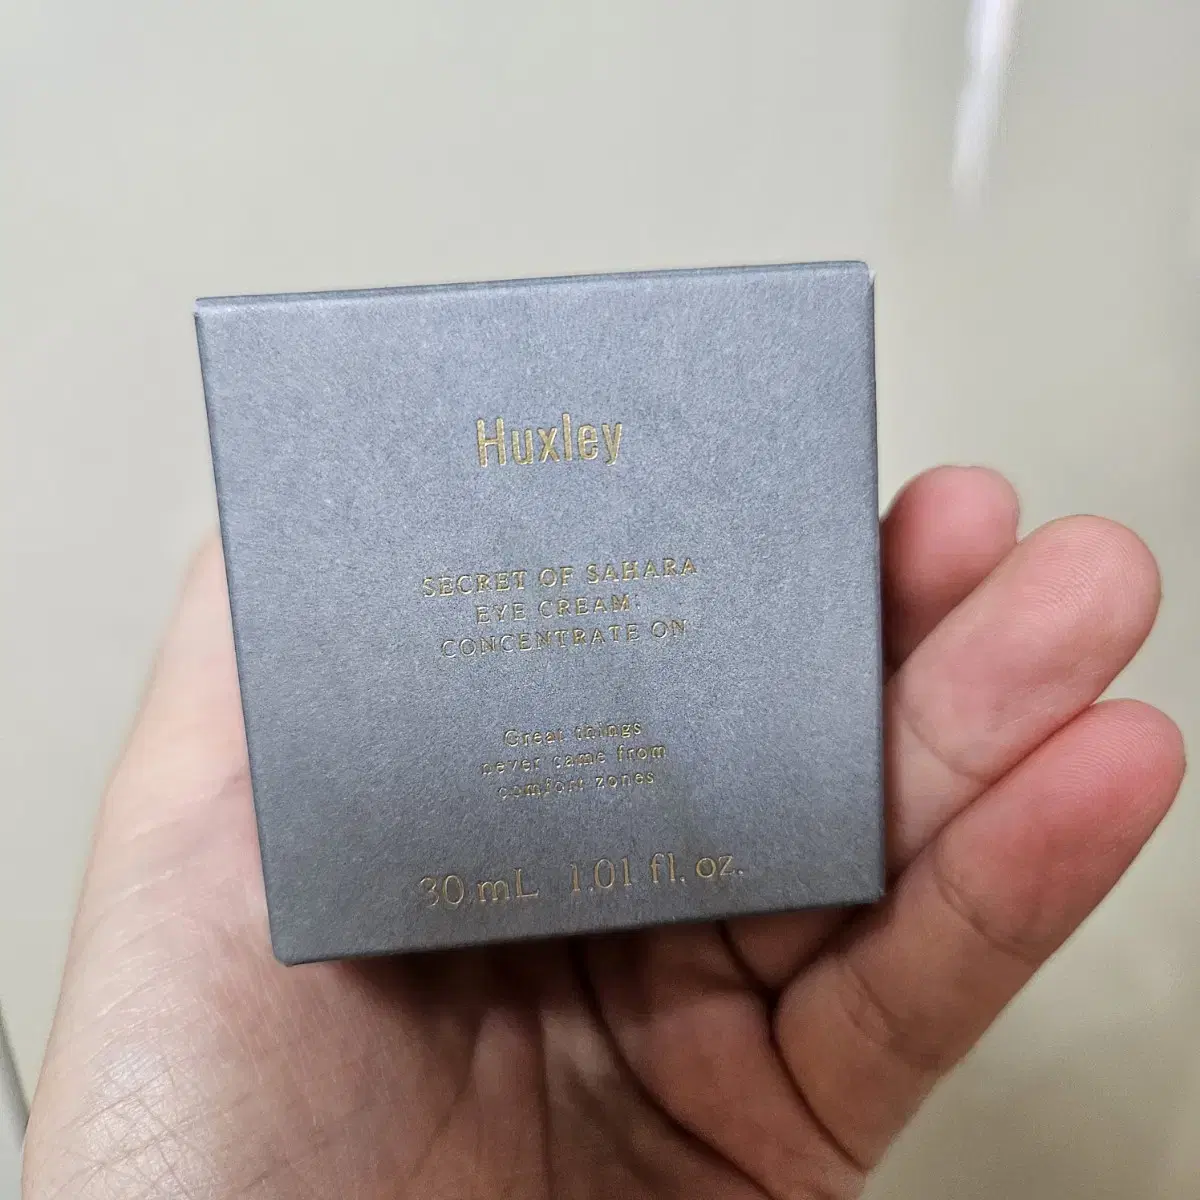 Huxley
SECRET OF SAHARA
EYE CREAM;
CONCENTRATE ON
Great things
never came from
comfort zones
30 mL 1.01 fl. oz.